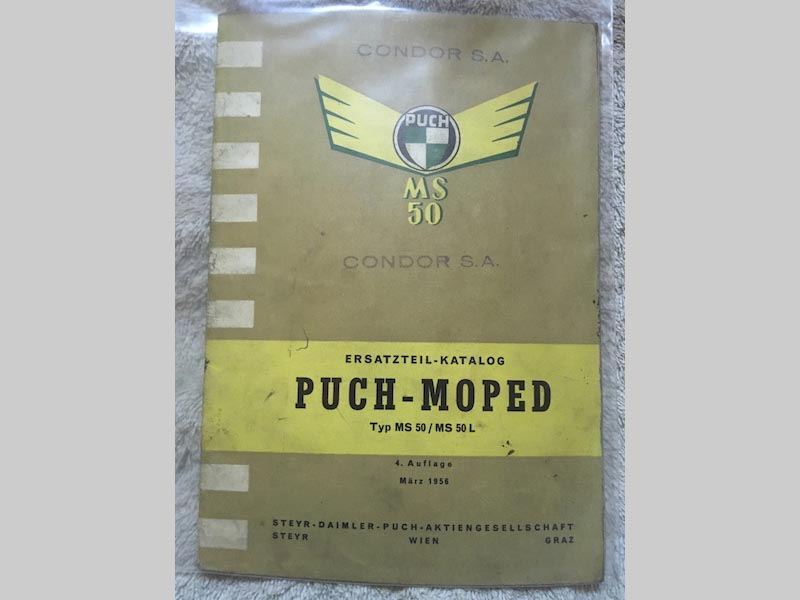 CONDOR S.A.
PUCH
MS
50
CONDOR S.A.
ERSATZTEIL-KATALOG
PUCH-MOPED
Typ MS 50 / MS 50 L
4. Auflage
März 1956
STEYR-DAIMLER-PUCH-AKTIENGESELLSCHAFT
STEYR WIEN GRAZ